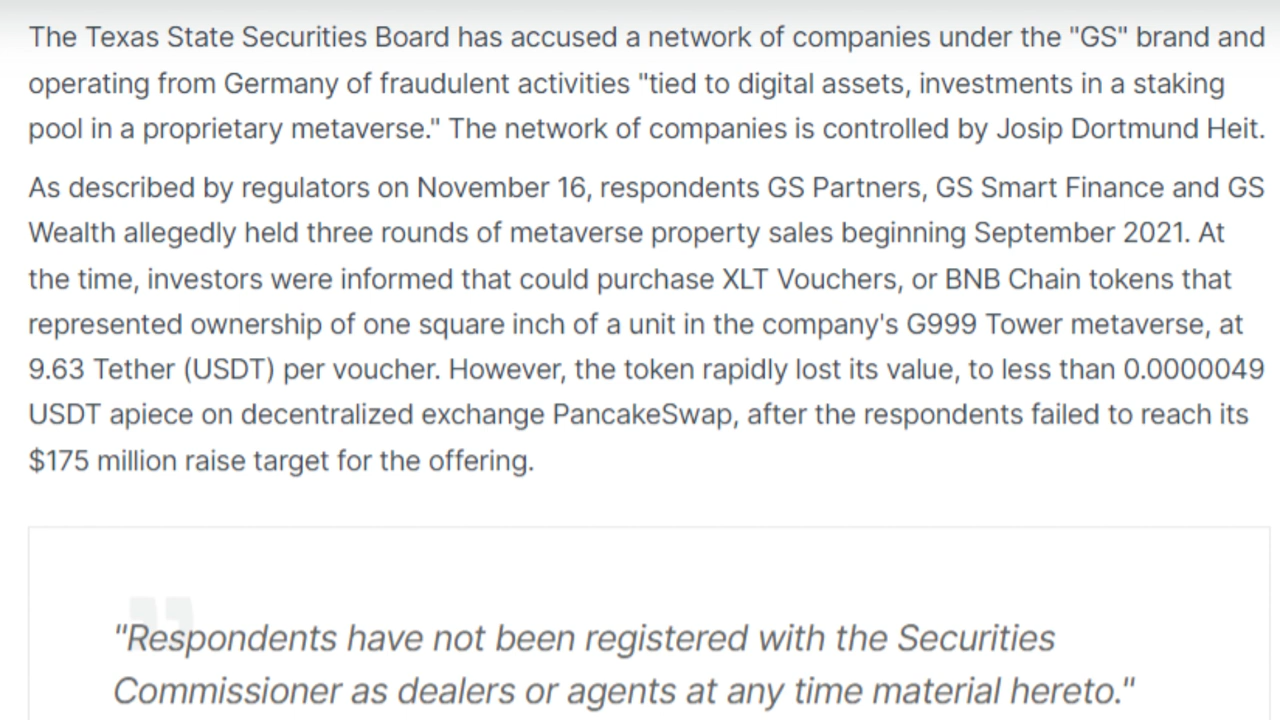 The Texas State Securities Board has accused a network of companies under the "GS" brand and
operating from Germany of fraudulent activities "tied to digital assets, investments in a staking
pool in a proprietary metaverse." The network of companies is controlled by Josip Dortmund Heit.
As described by regulators on November 16, respondents GS Partners, GS Smart Finance and GS
Wealth allegedly held three rounds of metaverse property sales beginning September 2021. At
the time, investors were informed that could purchase XLT Vouchers, or BNB Chain tokens that
represented ownership of one square inch of a unit in the company's G999 Tower metaverse, at
9.63 Tether (USDT) per voucher. However, the token rapidly lost its value, to less than 0.0000049
USDT apiece on decentralized exchange PancakeSwap, after the respondents failed to reach its
$175 million raise target for the offering.
"Respondents have not been registered with the Securities
Commissioner as dealers or agents at any time material hereto."